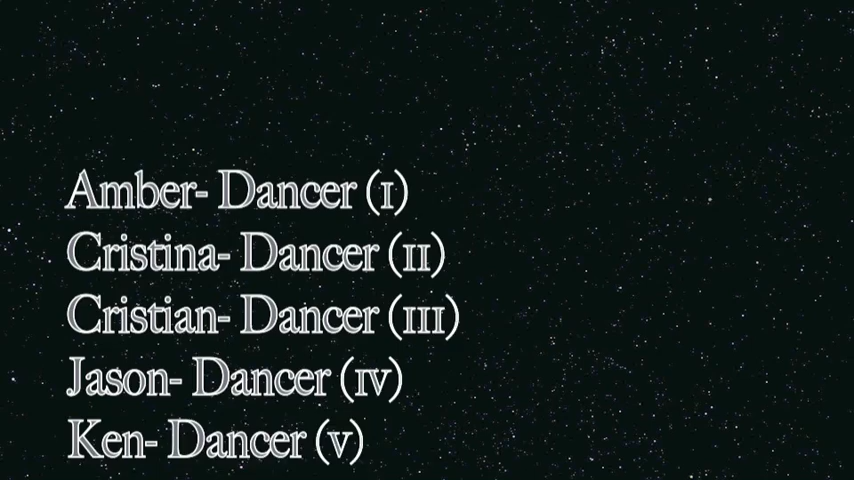 Amber- Dancer (I)
Cristina- Dancer (II)
Cristian- Dancer (III)
Jason- Dancer (IV)
Ken- Dancer (V)